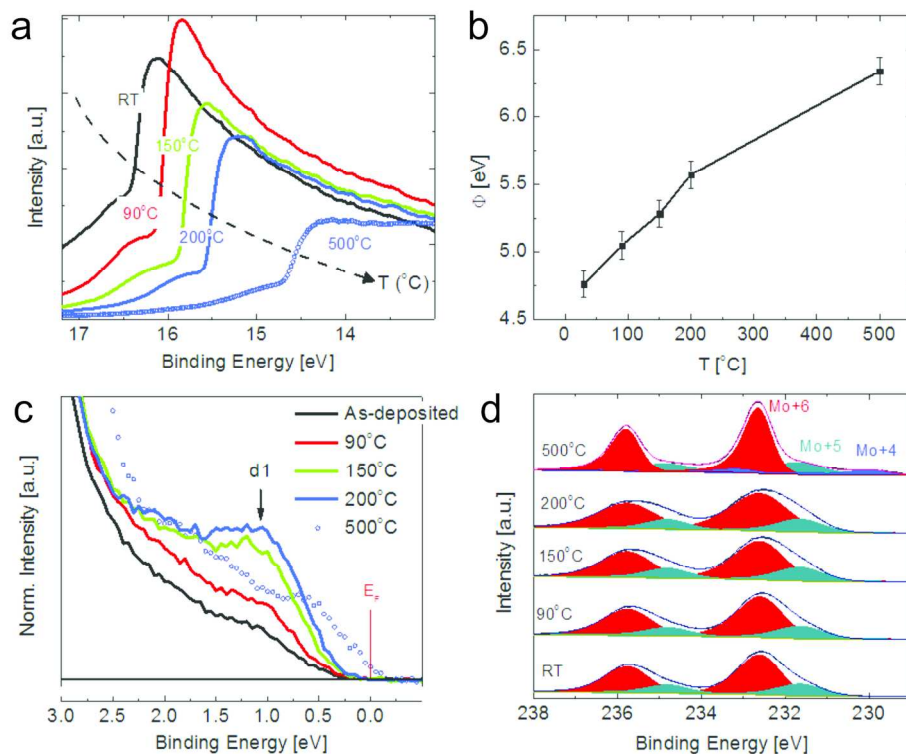 a
Intensity [a.u.]
RT
150°C
90°C
200°C
500°C
T (°C)
17 16 15 14
Binding Energy [eV]
b
Φ [eV]
6.5
6.0
5.5
5.0
4.5
0 100 200 300 400 500
T [°C]
c
Norm. Intensity [a.u.]
As-deposited
90°C
150°C
200°C
500°C
d1
E_F
3.0 2.5 2.0 1.5 1.0 0.5 0.0
Binding Energy [eV]
d
Intensity [a.u.]
Mo+6
Mo+5
Mo+4
500°C
200°C
150°C
90°C
RT
238 236 234 232 230
Binding Energy [eV]